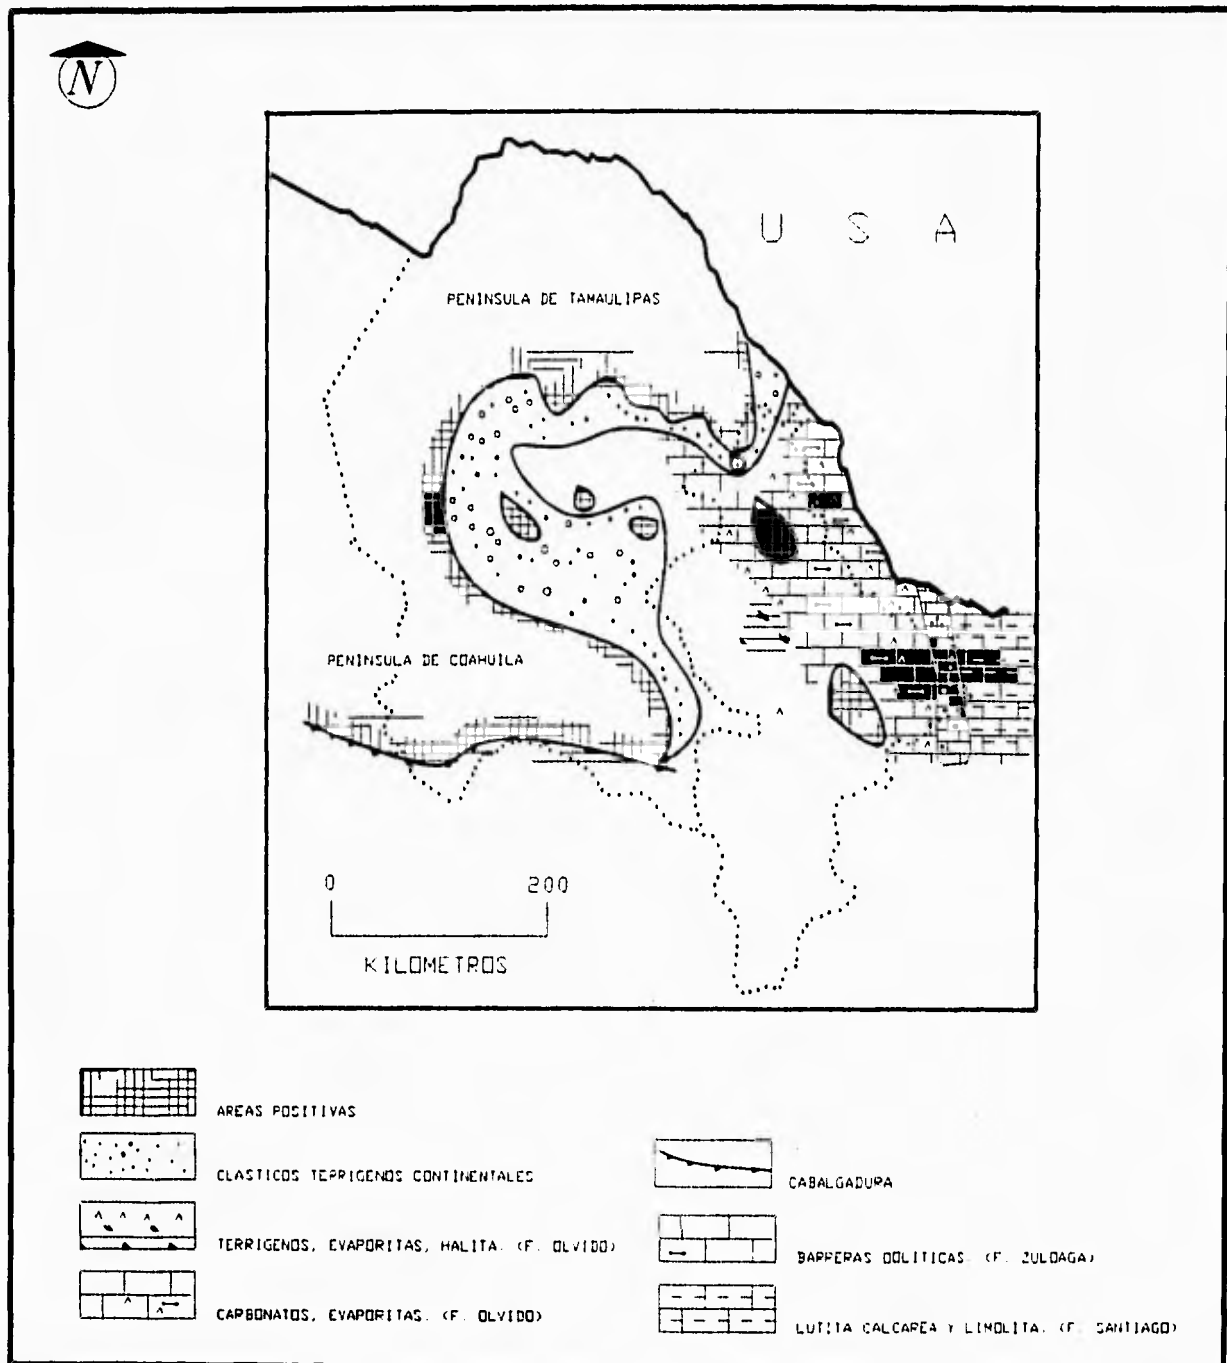 N
U S A
PENINSULA DE TAMAULIPAS
PENINSULA DE COAHUILA
0 200
KILOMETROS
AREAS POSITIVAS
CLASTICOS TERRIGENOS CONTINENTALES
TERRIGENOS, EVAPORITAS, HALITA. (F. OLVIDO)
CARBONATOS, EVAPORITAS. (F. OLVIDO)
CABALGADURA
BARRERAS OOLITICAS. (F. ZULOAGA)
LUTITA CALCAREA Y LIMOLITA. (F. SANTIAGO)